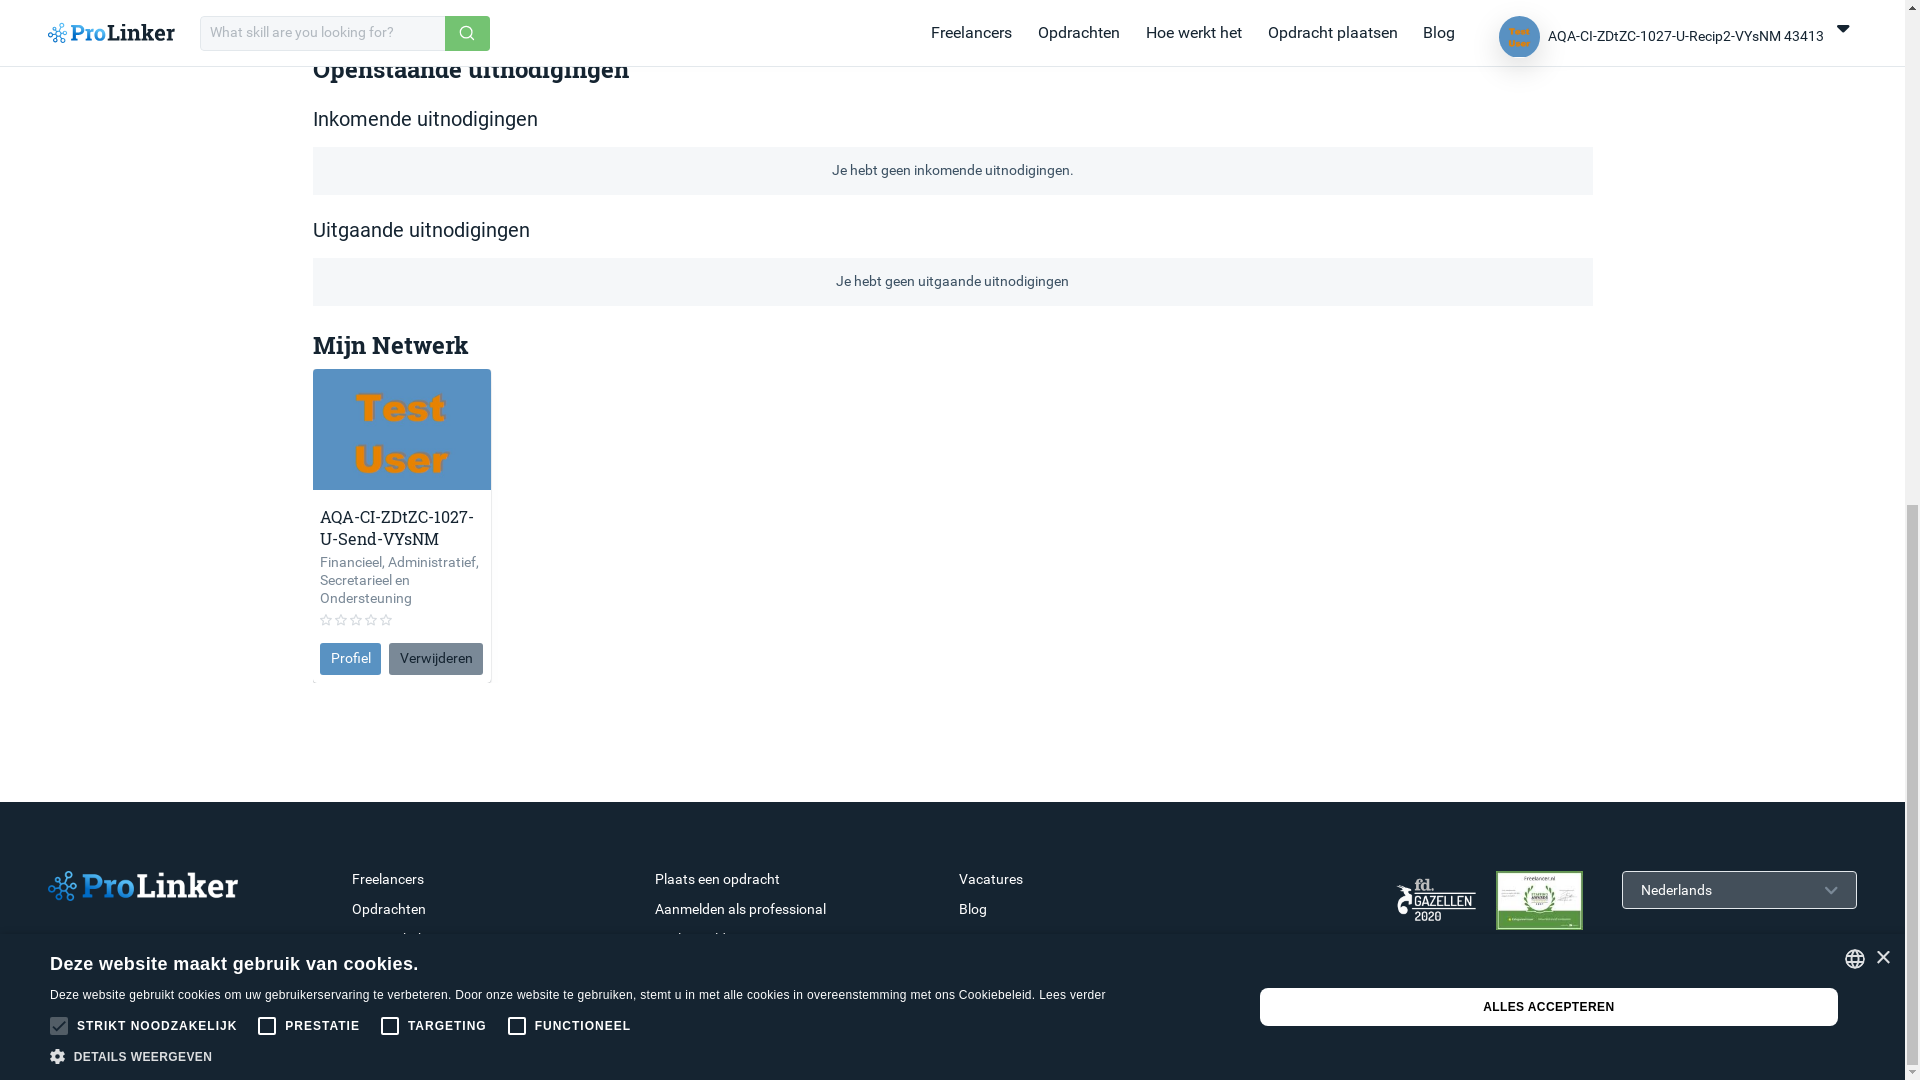 ProLinker
What skill are you looking for?
Freelancers
Opdrachten
Hoe werkt het
Opdracht plaatsen
Blog
Test
User
AQA-CI-ZDtZC-1027-U-Recip2-VYsNM 43413
Openstaande uitnodigingen
Inkomende uitnodigingen
Je hebt geen inkomende uitnodigingen.
Uitgaande uitnodigingen
Je hebt geen uitgaande uitnodigingen
Mijn Netwerk
Test
User
AQA-CI-ZDtZC-1027-
U-Send-VYsNM
Financieel, Administratief,
Secretarieel en
Ondersteuning
Profiel
Verwijderen
ProLinker
Freelancers
Opdrachten
Plaats een opdracht
Aanmelden als professional
Vacatures
Blog
fd.
GAZELLEN
2020
Freelancer.nl
Nederlands
Deze website maakt gebruik van cookies.
Deze website gebruikt cookies om uw gebruikerservaring te verbeteren. Door onze website te gebruiken, stemt u in met alle cookies in overeenstemming met ons Cookiebeleid. Lees verder
STRIKT NOODZAKELIJK
PRESTATIE
TARGETING
FUNCTIONEEL
DETAILS WEERGEVEN
ALLES ACCEPTEREN